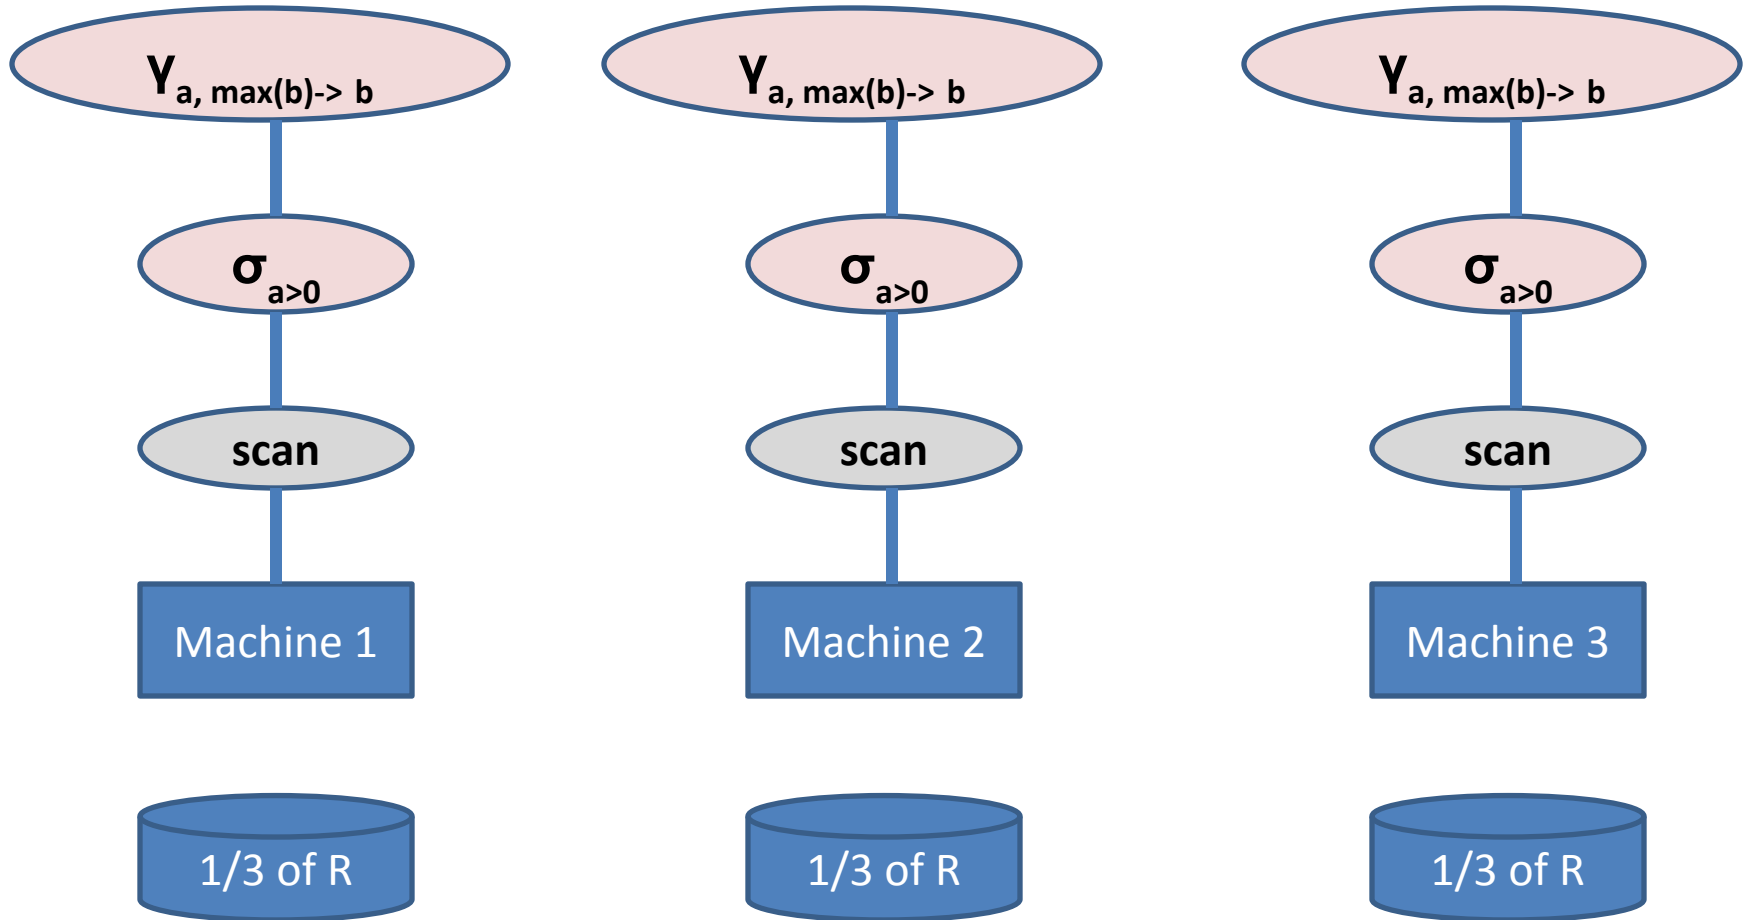 γa, max(b)-> b γa, max(b)-> b γa, max(b)-> b
σa>0 σa>0 σa>0
scan scan scan
Machine 1 Machine 2 Machine 3
1/3 of R 1/3 of R 1/3 of R